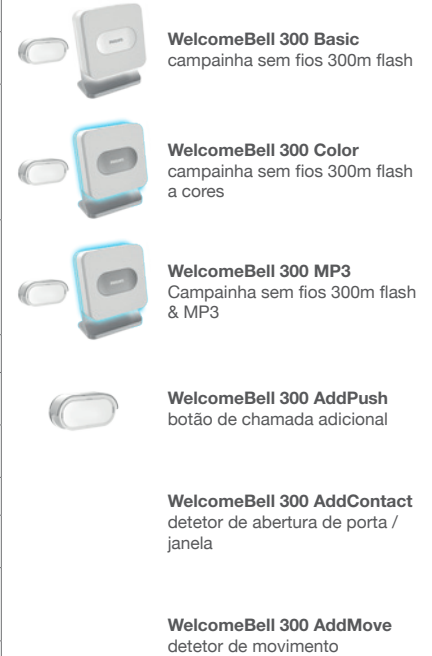 WelcomeBell 300 Basic
campainha sem fios 300m flash
WelcomeBell 300 Color
campainha sem fios 300m flash
a cores
WelcomeBell 300 MP3
Campainha sem fios 300m flash
& MP3
WelcomeBell 300 AddPush
botão de chamada adicional
WelcomeBell 300 AddContact
detetor de abertura de porta /
janela
WelcomeBell 300 AddMove
detetor de movimento